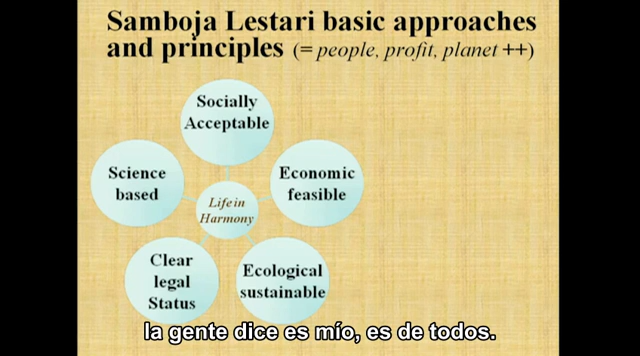 Samboja Lestari basic approaches
and principles (= people, profit, planet ++)
Socially
Acceptable
Science
based
Economic
feasible
Life in
Harmony
Clear
legal
Status
Ecological
sustainable
la gente dice es mío, es de todos.